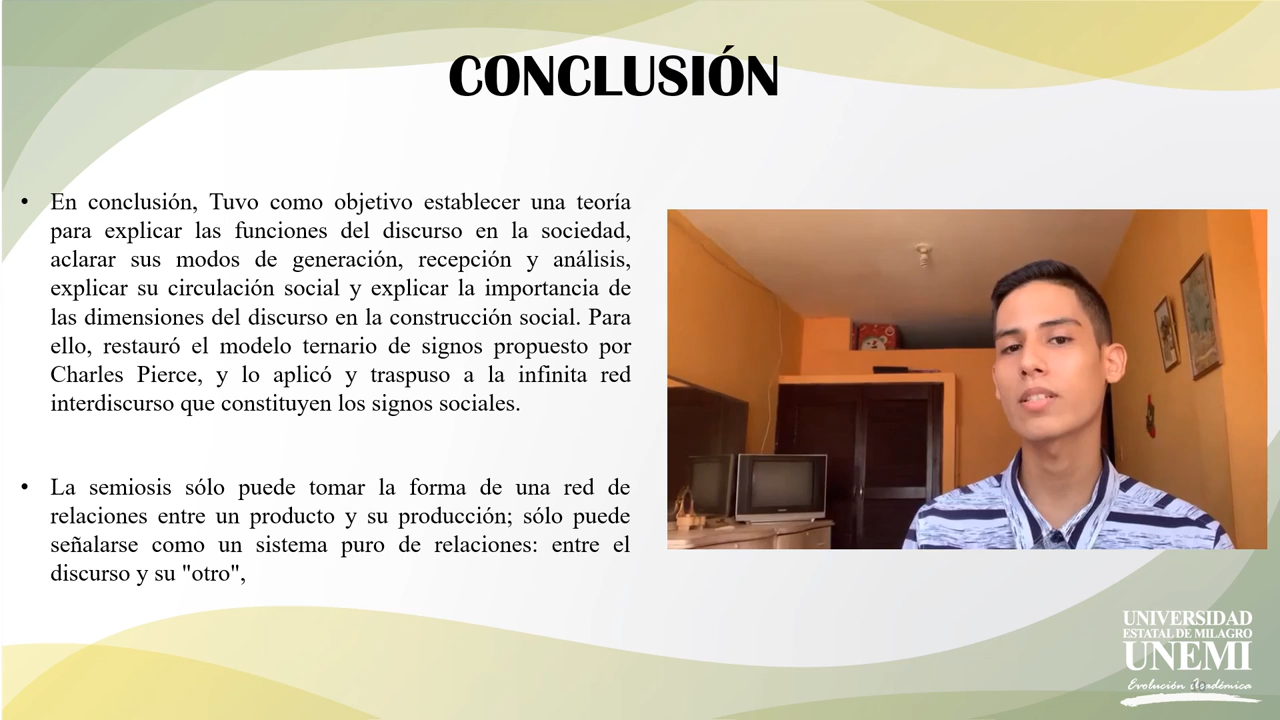 CONCLUSIÓN
• En conclusión, Tuvo como objetivo establecer una teoría
para explicar las funciones del discurso en la sociedad,
aclarar sus modos de generación, recepción y análisis,
explicar su circulación social y explicar la importancia de
las dimensiones del discurso en la construcción social. Para
ello, restauró el modelo ternario de signos propuesto por
Charles Pierce, y lo aplicó y traspuso a la infinita red
interdiscurso que constituyen los signos sociales.
• La semiosis sólo puede tomar la forma de una red de
relaciones entre un producto y su producción; sólo puede
señalarse como un sistema puro de relaciones: entre el
discurso y su "otro",
UNIVERSIDAD
ESTATAL DE MILAGRO
UNEMI
Evolución Académica